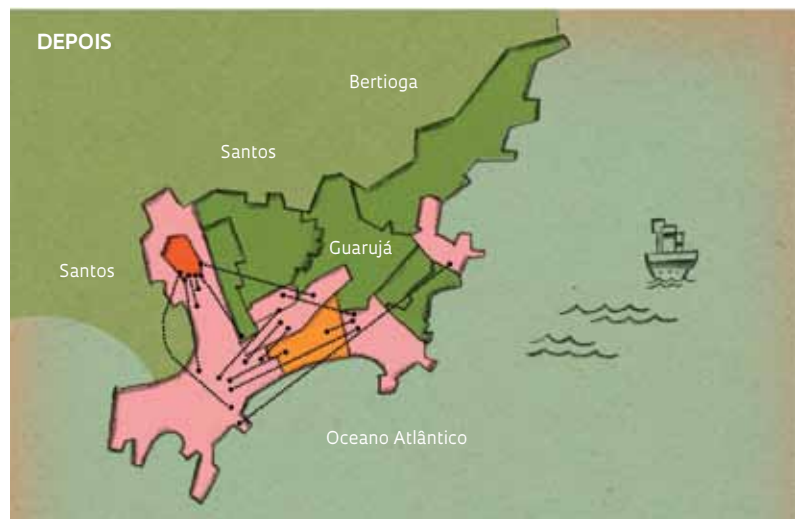 DEPOIS
Bertioga
Santos
Guarujá
Santos
Oceano Atlântico